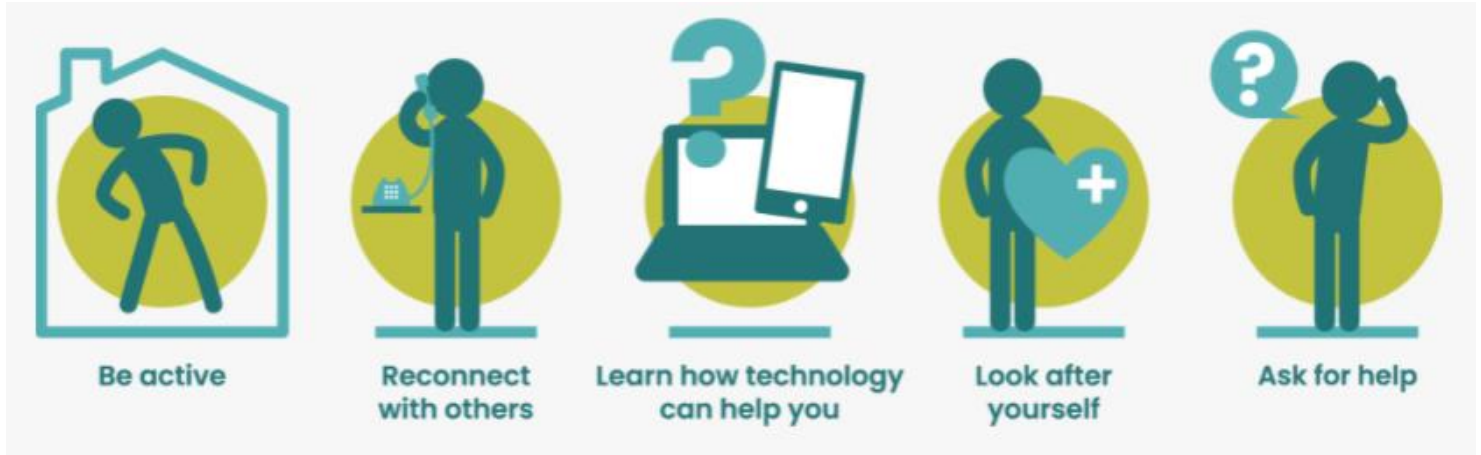 Be active
Reconnect
with others
Learn how technology
can help you
Look after
yourself
Ask for help